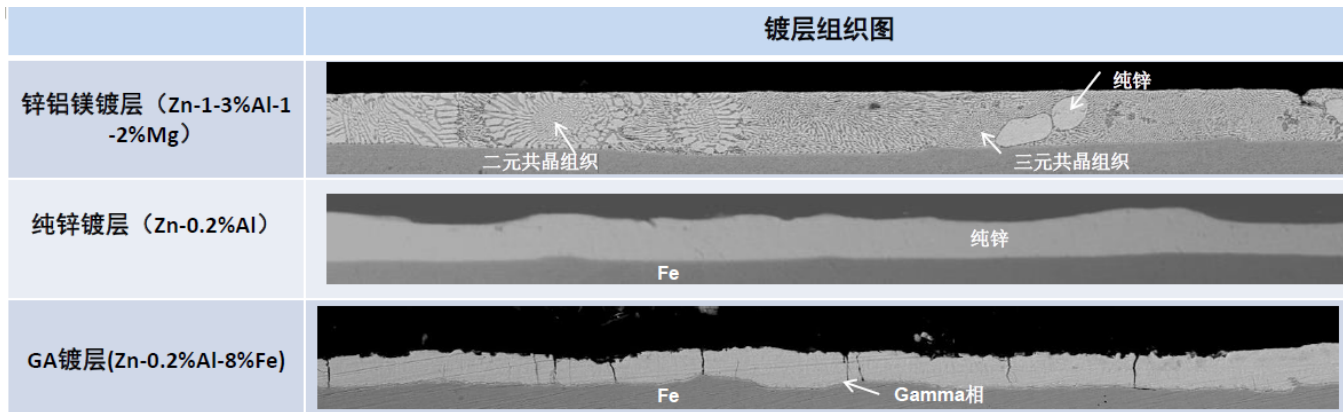 镀层组织图
锌铝镁镀层（Zn-1-3%Al-1
-2%Mg）
纯锌
二元共晶组织
三元共晶组织
纯锌镀层（Zn-0.2%Al）
纯锌
Fe
GA镀层(Zn-0.2%Al-8%Fe)
Fe
Gamma相